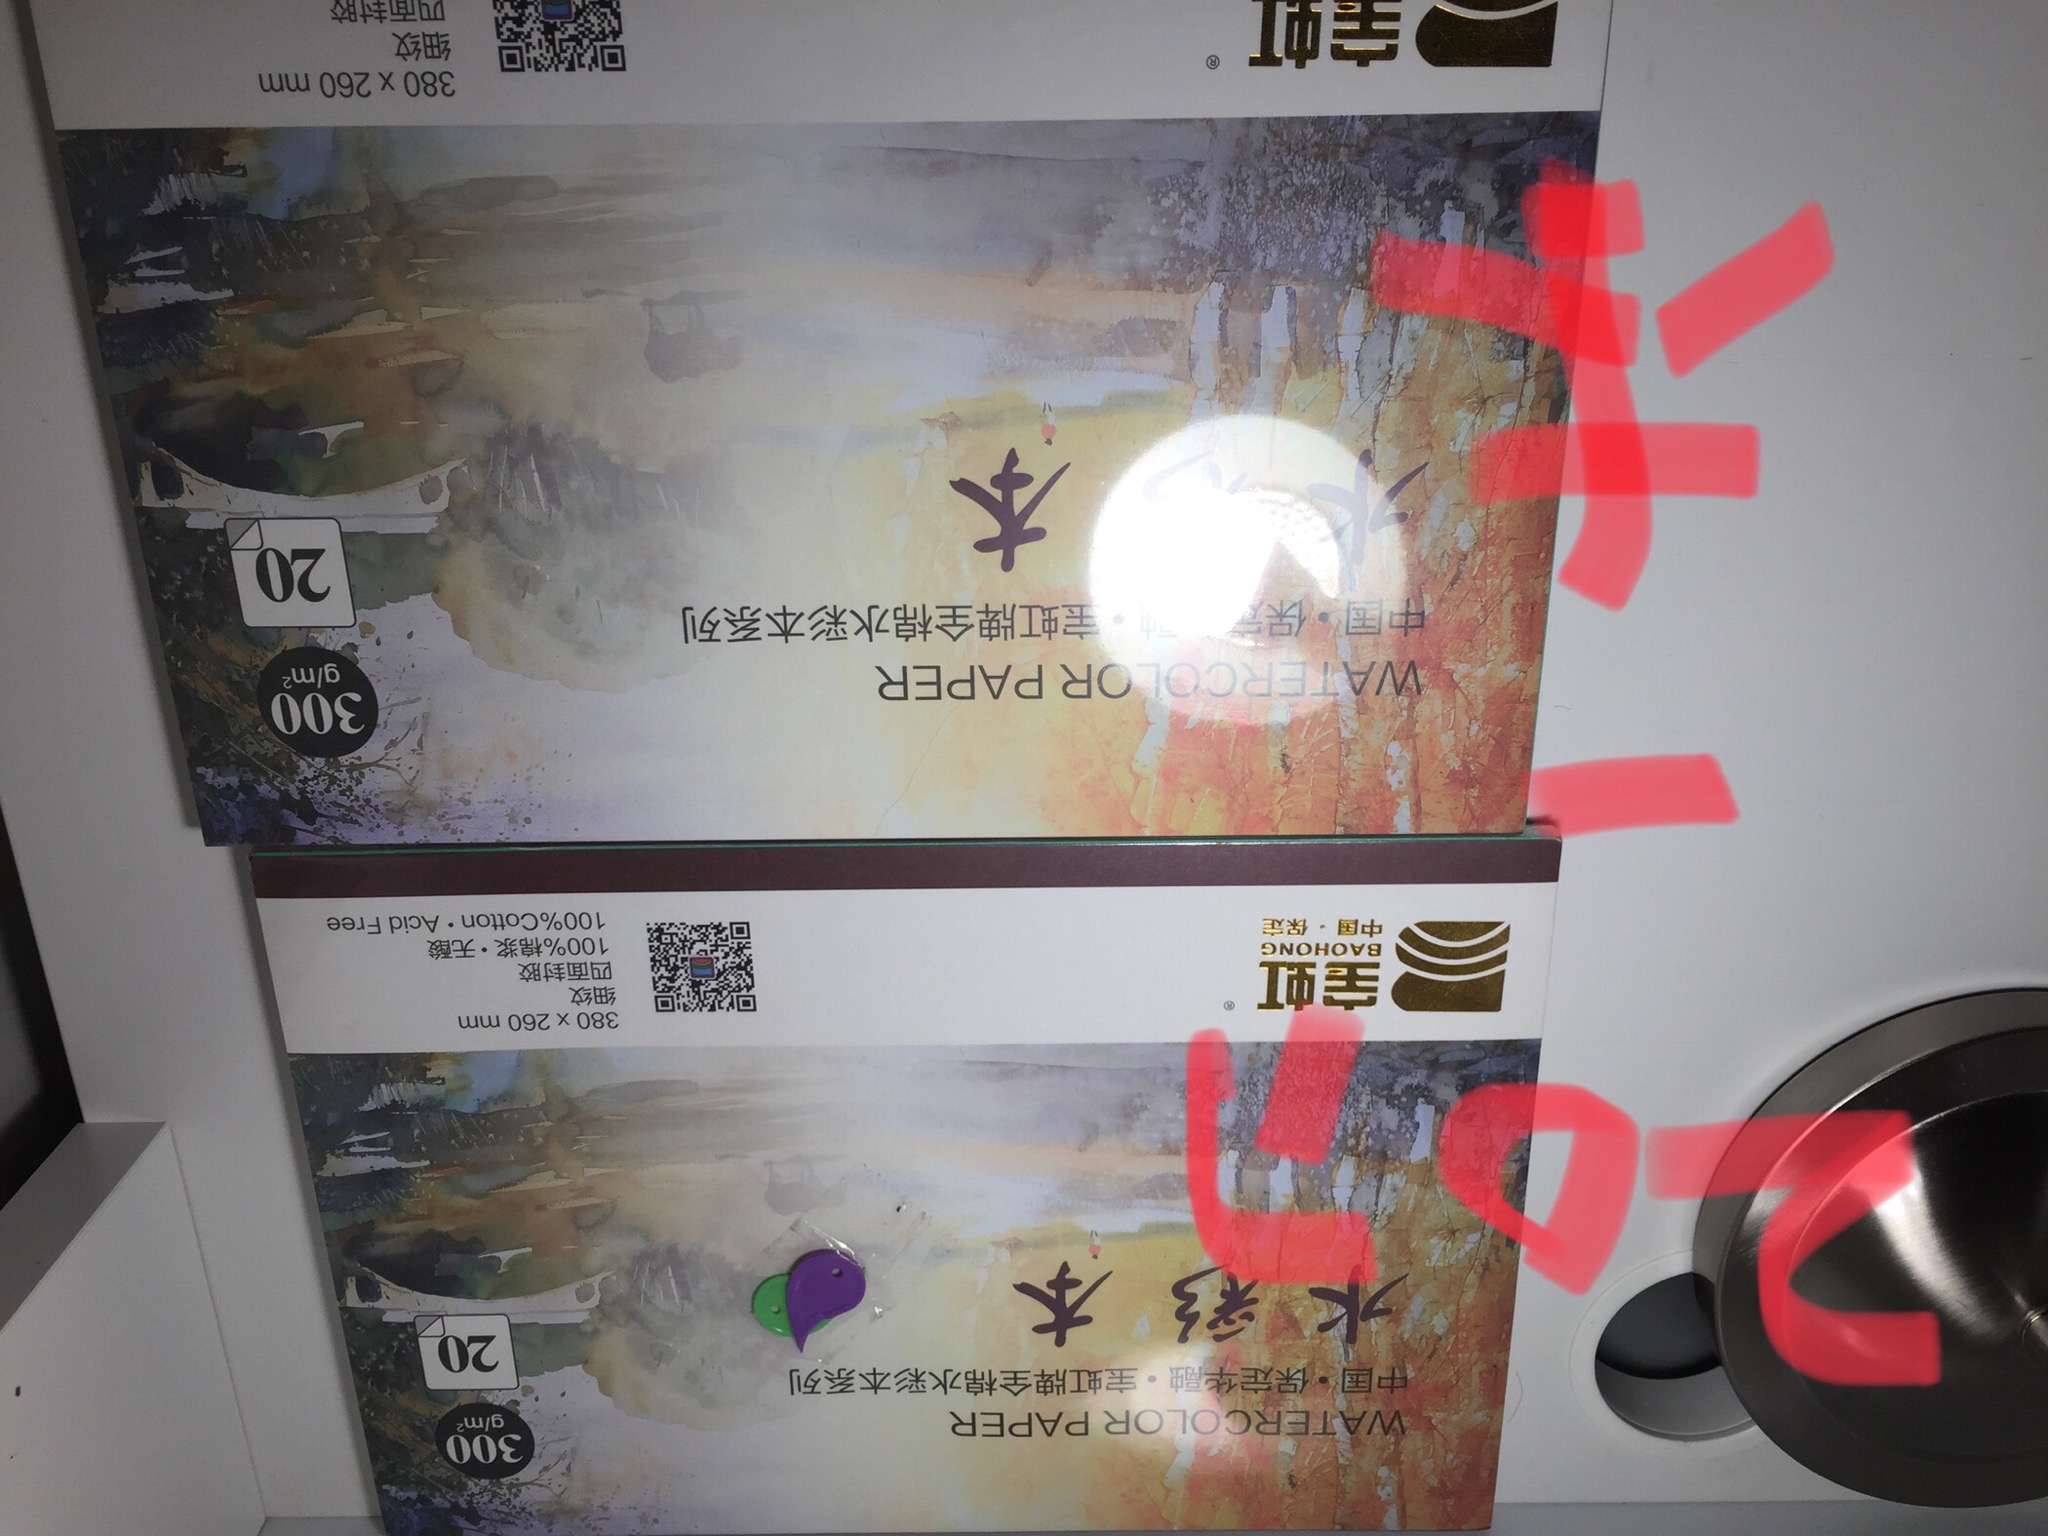 300
g/m²
WATERCOLOR PAPER
中国·保定华融·宝虹牌全棉水彩本系列
20
水彩本
宝虹®
BAOHONG
中国·保定
380 x 260 mm
细纹
四面封胶
100%棉浆·无酸
100%Cotton·Acid Free
300
g/m²
WATERCOLOR PAPER
中国·保定 融·宝虹牌全棉水彩本系列
20
水 本
宝虹®
380 x 260 mm
细纹
四面封胶